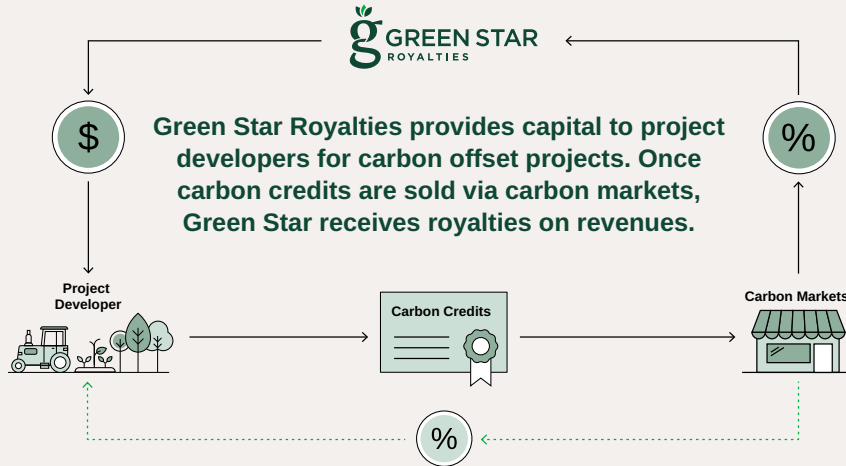 GREEN STAR
ROYALTIES
$
%
Green Star Royalties provides capital to project
developers for carbon offset projects. Once
carbon credits are sold via carbon markets,
Green Star receives royalties on revenues.
Project
Developer
Carbon Credits
Carbon Markets
%